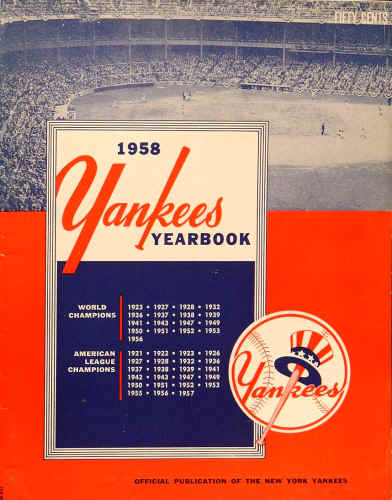 FIFTY CENTS
1958
Yankees
YEARBOOK
WORLD
CHAMPIONS
1923 • 1927 • 1928 • 1932
1936 • 1937 • 1938 • 1939
1941 • 1943 • 1947 • 1949
1950 • 1951 • 1952 • 1953
1956
AMERICAN
LEAGUE
CHAMPIONS
1921 • 1922 • 1923 • 1926
1927 • 1928 • 1932 • 1936
1937 • 1938 • 1939 • 1941
1942 • 1943 • 1947 • 1949
1950 • 1951 • 1952 • 1953
1955 • 1956 • 1957
Yankees
OFFICIAL PUBLICATION OF THE NEW YORK YANKEES